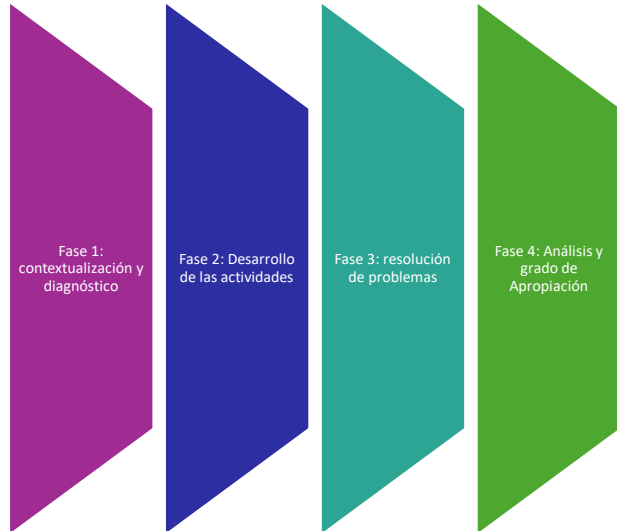 Fase 1:
contextualización y
diagnóstico
Fase 2: Desarrollo
de las actividades
Fase 3: resolución
de problemas
Fase 4: Análisis y
grado de
Apropiación